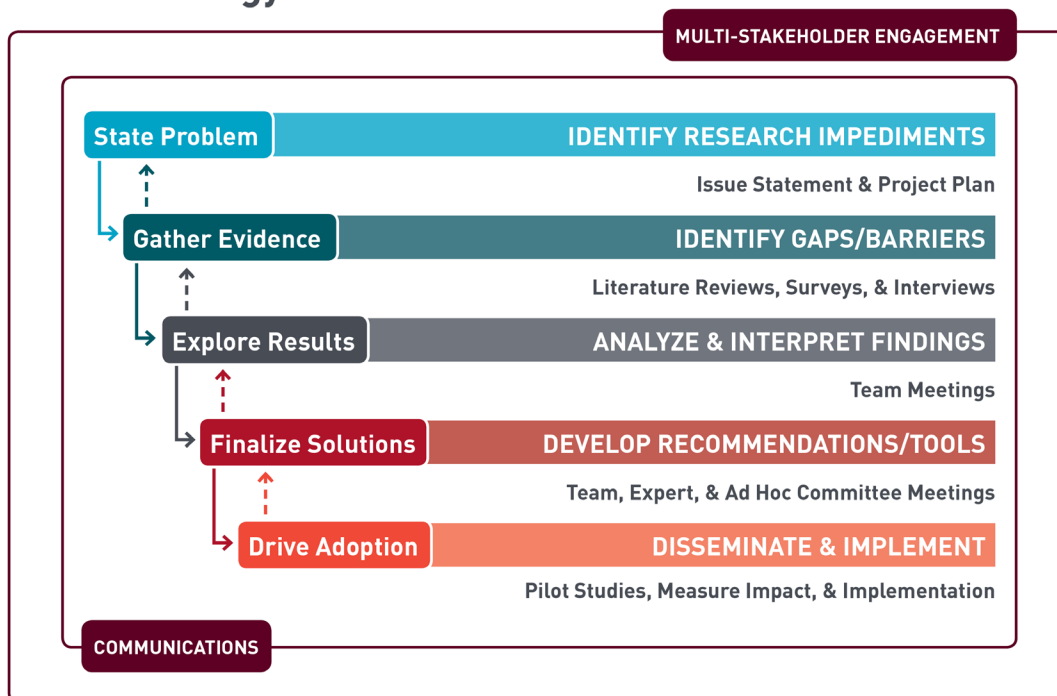 MULTI-STAKEHOLDER ENGAGEMENT
State Problem
IDENTIFY RESEARCH IMPEDIMENTS
Issue Statement & Project Plan
Gather Evidence
IDENTIFY GAPS/BARRIERS
Literature Reviews, Surveys, & Interviews
Explore Results
ANALYZE & INTERPRET FINDINGS
Team Meetings
Finalize Solutions
DEVELOP RECOMMENDATIONS/TOOLS
Team, Expert, & Ad Hoc Committee Meetings
Drive Adoption
DISSEMINATE & IMPLEMENT
Pilot Studies, Measure Impact, & Implementation
COMMUNICATIONS